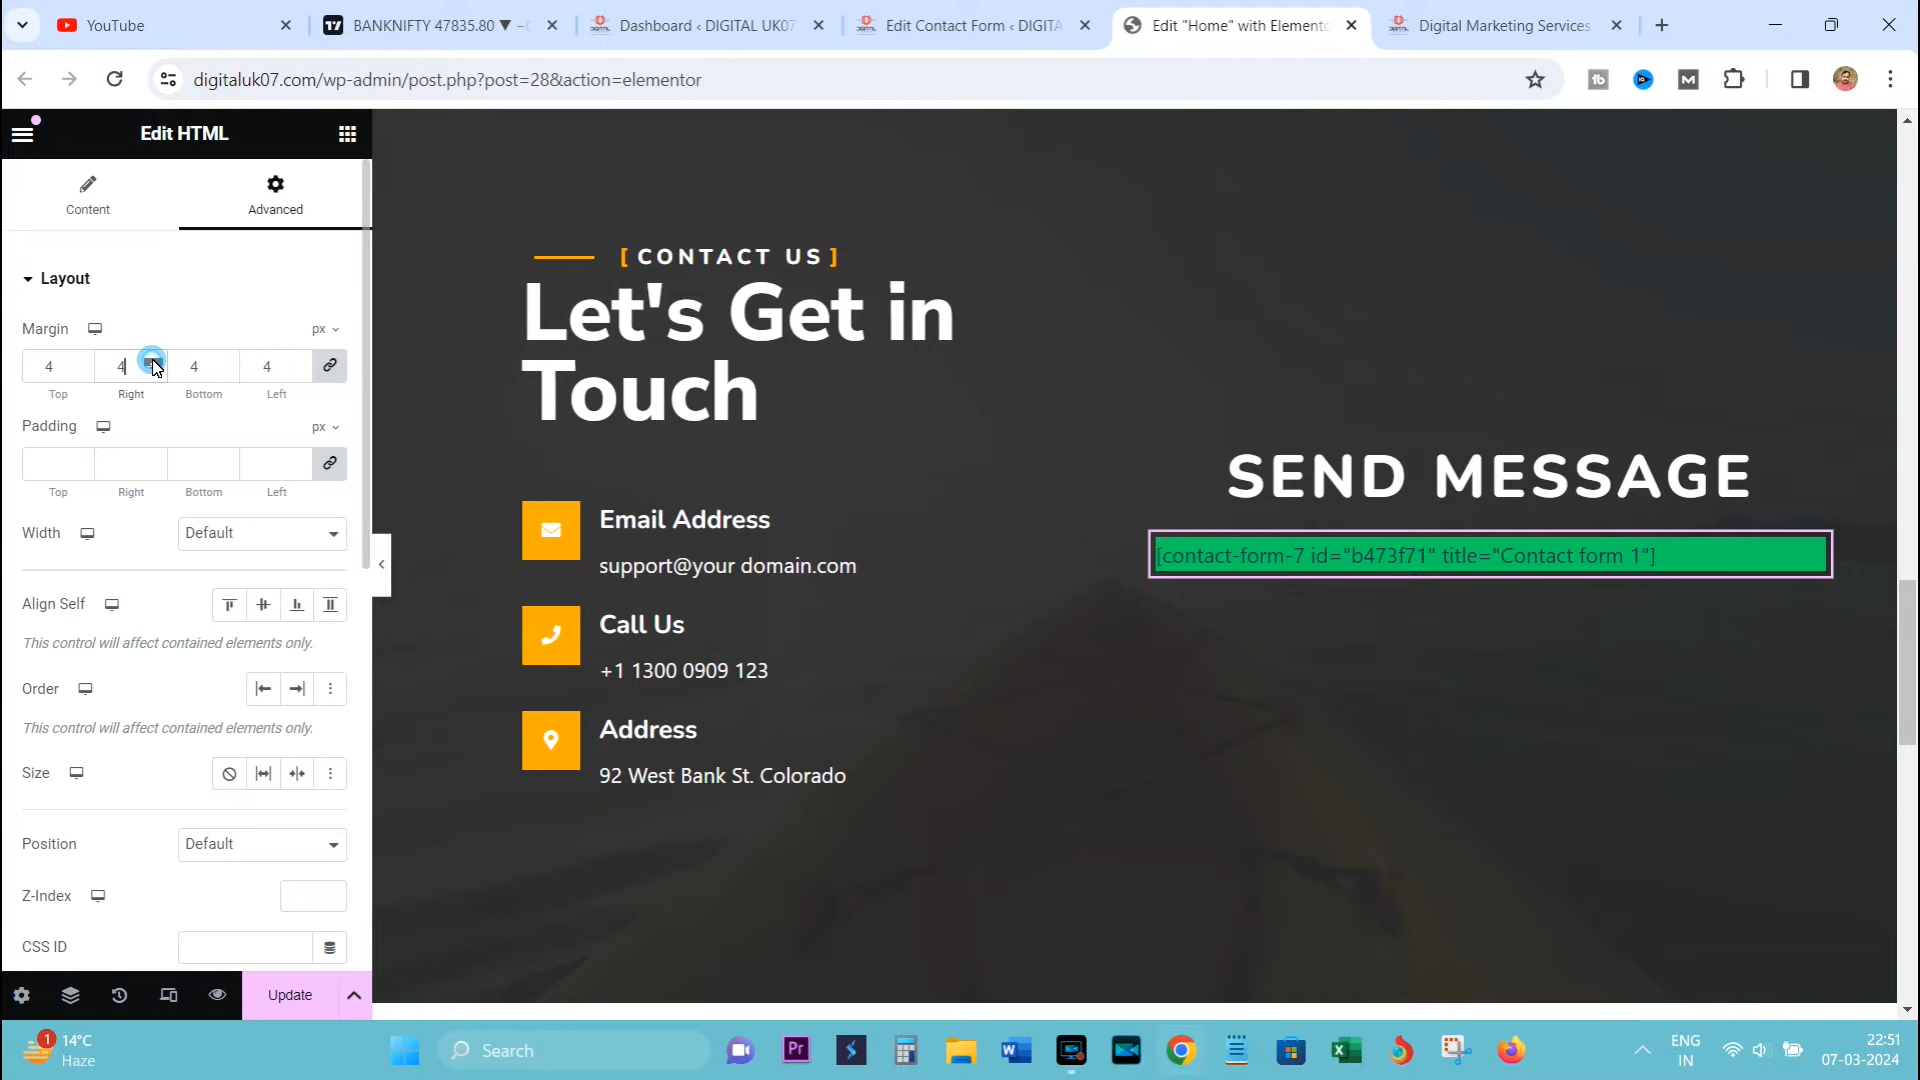 YouTube
BANKNIFTY 47835.80 ▼
Dashboard ‹ DIGITAL UK07
Edit Contact Form ‹ DIGITA
Edit "Home" with Elemento
Digital Marketing Services
digitaluk07.com/wp-admin/post.php?post=28&action=elementor
Edit HTML
Content
Advanced
Layout
Margin
px
4 4 4 4
Top Right Bottom Left
Padding
px
Top Right Bottom Left
Width
Default
Align Self
This control will affect contained elements only.
Order
This control will affect contained elements only.
Size
Position
Default
Z-Index
CSS ID
Update
[CONTACT US]
Let's Get in
Touch
Email Address
support@your domain.com
Call Us
+1 1300 0909 123
Address
92 West Bank St. Colorado
SEND MESSAGE
[contact-form-7 id="b473f71" title="Contact form 1"]
1
14°C
Haze
Search
Pr
ENG
IN
22:51
07-03-2024